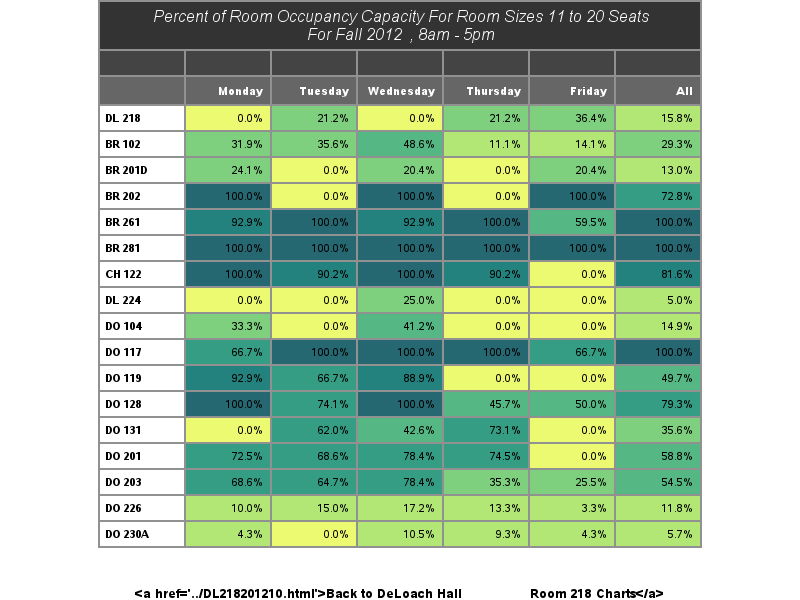 Percent of Room Occupancy Capacity For Room Sizes 11 to 20 Seats
For Fall 2012 , 8am - 5pm
Monday Tuesday Wednesday Thursday Friday All
DL 218 0.0% 21.2% 0.0% 21.2% 36.4% 15.8%
BR 102 31.9% 35.6% 48.6% 11.1% 14.1% 29.3%
BR 201D 24.1% 0.0% 20.4% 0.0% 20.4% 13.0%
BR 202 100.0% 0.0% 100.0% 0.0% 100.0% 72.8%
BR 261 92.9% 100.0% 92.9% 100.0% 59.5% 100.0%
BR 281 100.0% 100.0% 100.0% 100.0% 100.0% 100.0%
CH 122 100.0% 90.2% 100.0% 90.2% 0.0% 81.6%
DL 224 0.0% 0.0% 25.0% 0.0% 0.0% 5.0%
DO 104 33.3% 0.0% 41.2% 0.0% 0.0% 14.9%
DO 117 66.7% 100.0% 100.0% 100.0% 66.7% 100.0%
DO 119 92.9% 66.7% 88.9% 0.0% 0.0% 49.7%
DO 128 100.0% 74.1% 100.0% 45.7% 50.0% 79.3%
DO 131 0.0% 62.0% 42.6% 73.1% 0.0% 35.6%
DO 201 72.5% 68.6% 78.4% 74.5% 0.0% 58.8%
DO 203 68.6% 64.7% 78.4% 35.3% 25.5% 54.5%
DO 226 10.0% 15.0% 17.2% 13.3% 3.3% 11.8%
DO 230A 4.3% 0.0% 10.5% 9.3% 4.3% 5.7%
<a href='../DL218201210.html'>Back to DeLoach Hall Room 218 Charts</a>